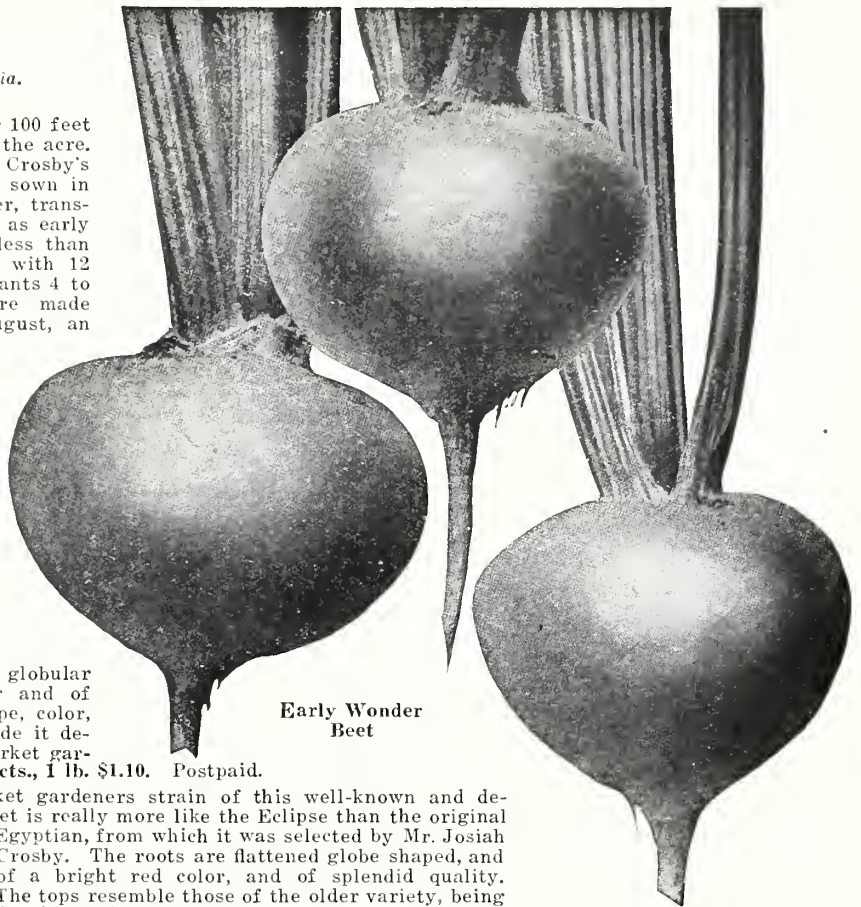 ia.
100 feet
the acre.
Crosby's
sown in
er, trans-
as early
less than
with 12
ants 4 to
re made
ugust, an
globular
r and of
pe, color,
de it de-
rket gar-
Early Wonder
Beet
cts., 1 lb. $1.10. Postpaid.
ket gardeners strain of this well-known and de-
et is really more like the Eclipse than the original
Egyptian, from which it was selected by Mr. Josiah
Crosby. The roots are flattened globe shaped, and
of a bright red color, and of splendid quality.
The tops resemble those of the older variety, being